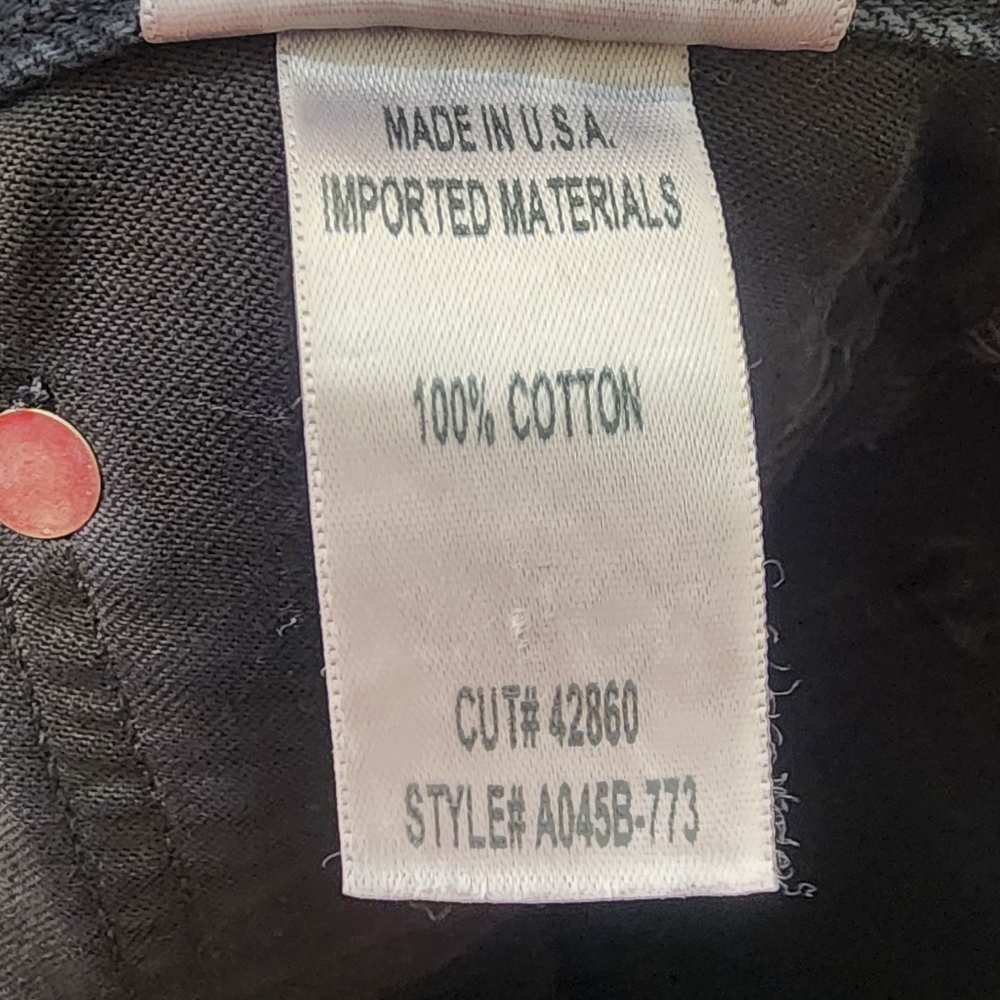 MADE IN U.S.A.
IMPORTED MATERIALS
100% COTTON
CUT# 42860
STYLE# A045B-773